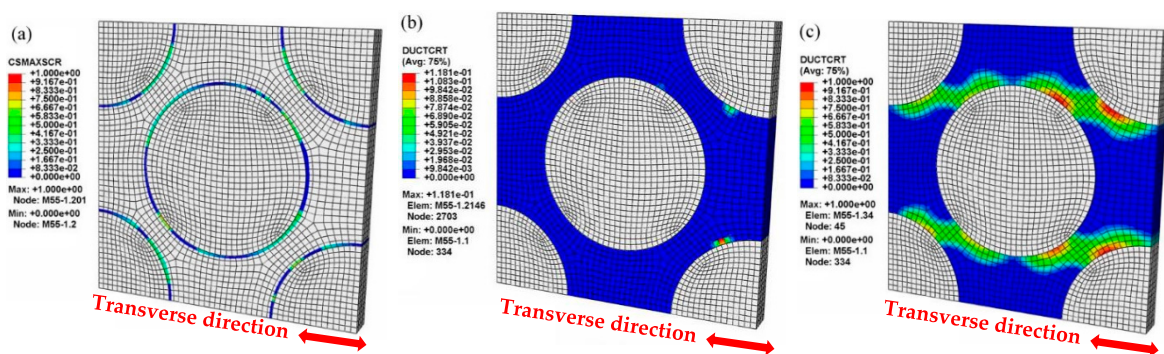 (a)
CSMAXSCR
+1.000e+00
+9.167e-01
+8.333e-01
+7.500e-01
+6.667e-01
+5.833e-01
+5.000e-01
+4.167e-01
+3.333e-01
+2.500e-01
+1.667e-01
+8.333e-02
+0.000e+00
Max: +1.000e+00
Node: M55-1.201
Min: +0.000e+00
Node: M55-1.2
Transverse direction
(b)
DUCTCRT
(Avg: 75%)
+1.181e-01
+1.083e-01
+9.842e-02
+8.858e-02
+7.874e-02
+6.890e-02
+5.905e-02
+4.921e-02
+3.937e-02
+2.953e-02
+1.968e-02
+9.842e-03
+0.000e+00
Max: +1.181e-01
Elem: M55-1.2146
Node: 2703
Min: +0.000e+00
Elem: M55-1.1
Node: 334
Transverse direction
(c)
DUCTCRT
(Avg: 75%)
+1.000e+00
+9.167e-01
+8.333e-01
+7.500e-01
+6.667e-01
+5.833e-01
+5.000e-01
+4.167e-01
+3.333e-01
+2.500e-01
+1.667e-01
+8.333e-02
+0.000e+00
Max: +1.000e+00
Elem: M55-1.34
Node: 45
Min: +0.000e+00
Elem: M55-1.1
Node: 334
Transverse direction